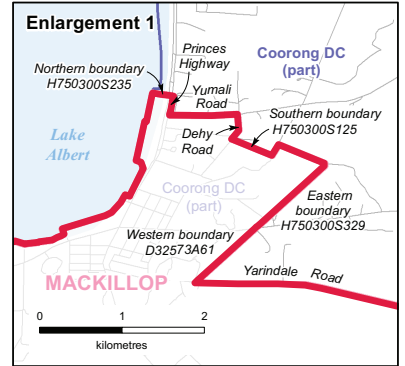 Enlargement 1
Princes
Highway
Coorong DC
(part)
Northern boundary
H750300S235
Yumali
Road
Southern boundary
H750300S125
Lake
Albert
Dehy
Road
Coorong DC
(part)
Eastern
boundary
H750300S329
Western boundary
D32573A61
MACKILLOP
Yarindale Road
0 1 2
kilometres